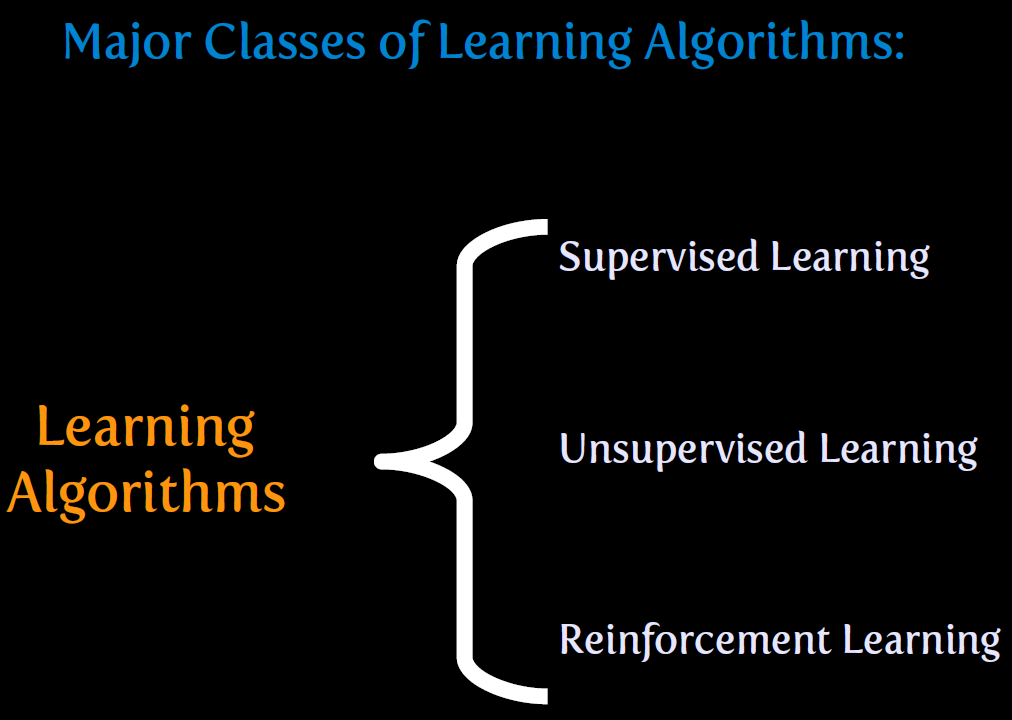 Major Classes of Learning Algorithms:
Learning
Algorithms
Supervised Learning
Unsupervised Learning
Reinforcement Learning